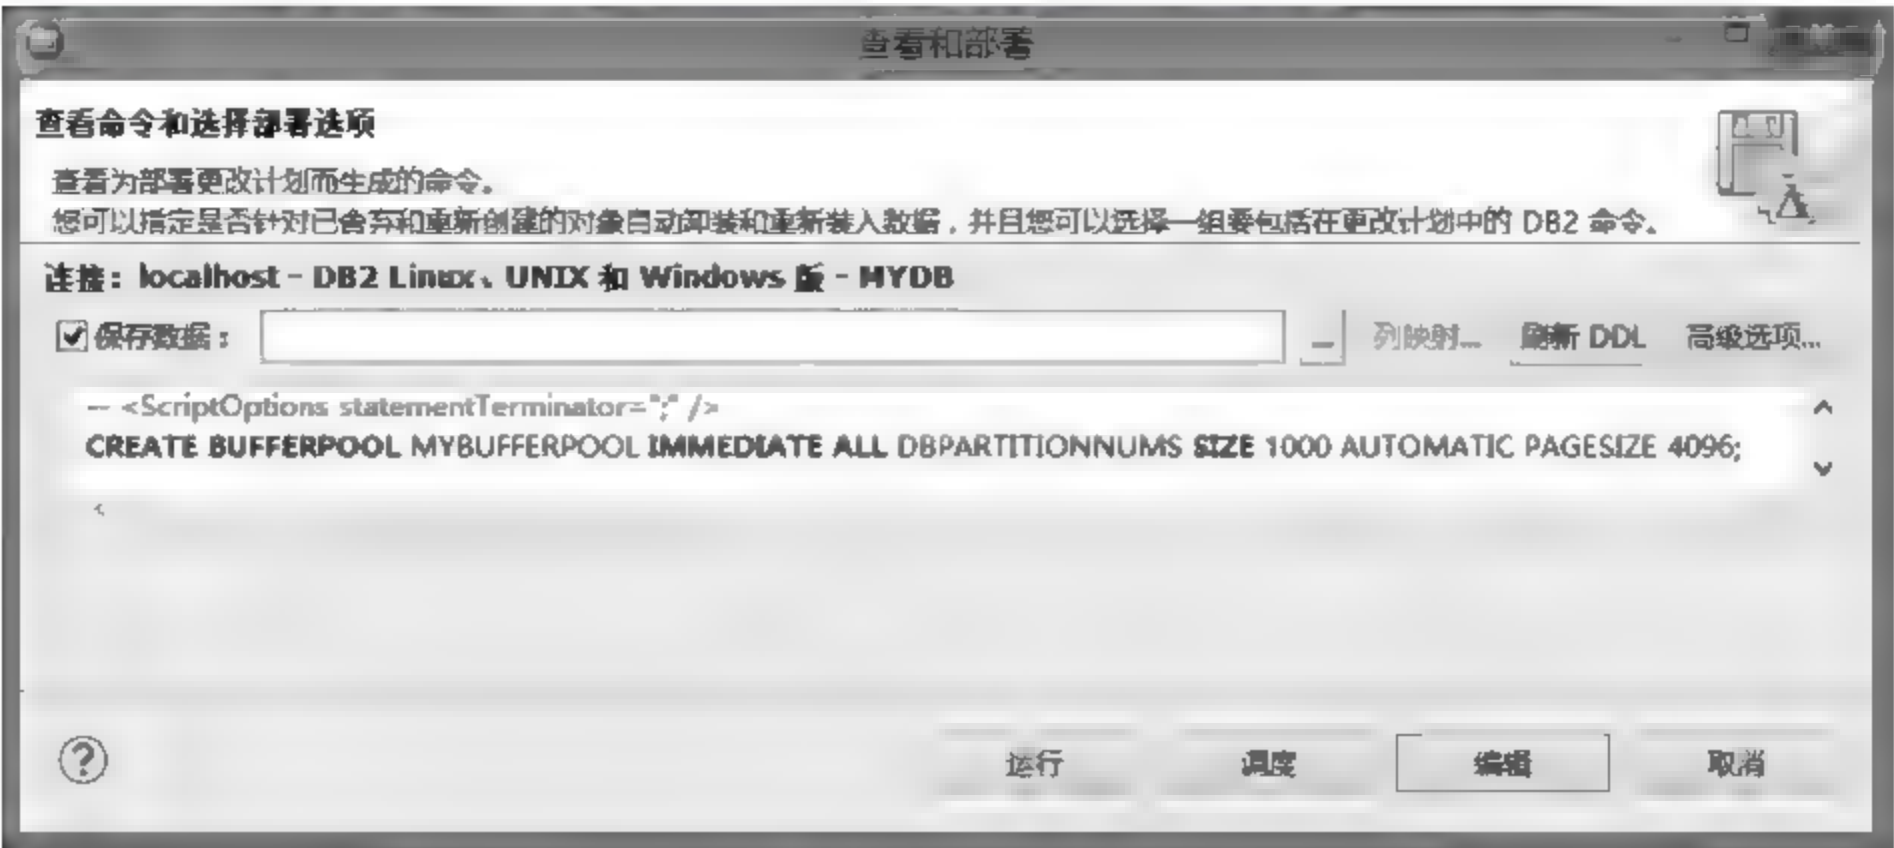 查看和部署
查看命令和选择部署选项
查看为部署更改计划而生成的命令。
您可以指定是否针对已舍弃和重新创建的对象自动卸装和重新装入数据，并且您可以选择一组要包括在更改计划中的 DB2 命令。
连接：localhost - DB2 Linux、UNIX 和 Windows 版 - MYDB
保存数据： ... 列映射... 刷新 DDL 高级选项...
-- <ScriptOptions statementTerminator=";" />
CREATE BUFFERPOOL MYBUFFERPOOL IMMEDIATE ALL DBPARTITIONNUMS SIZE 1000 AUTOMATIC PAGESIZE 4096;
运行 调度 编辑 取消